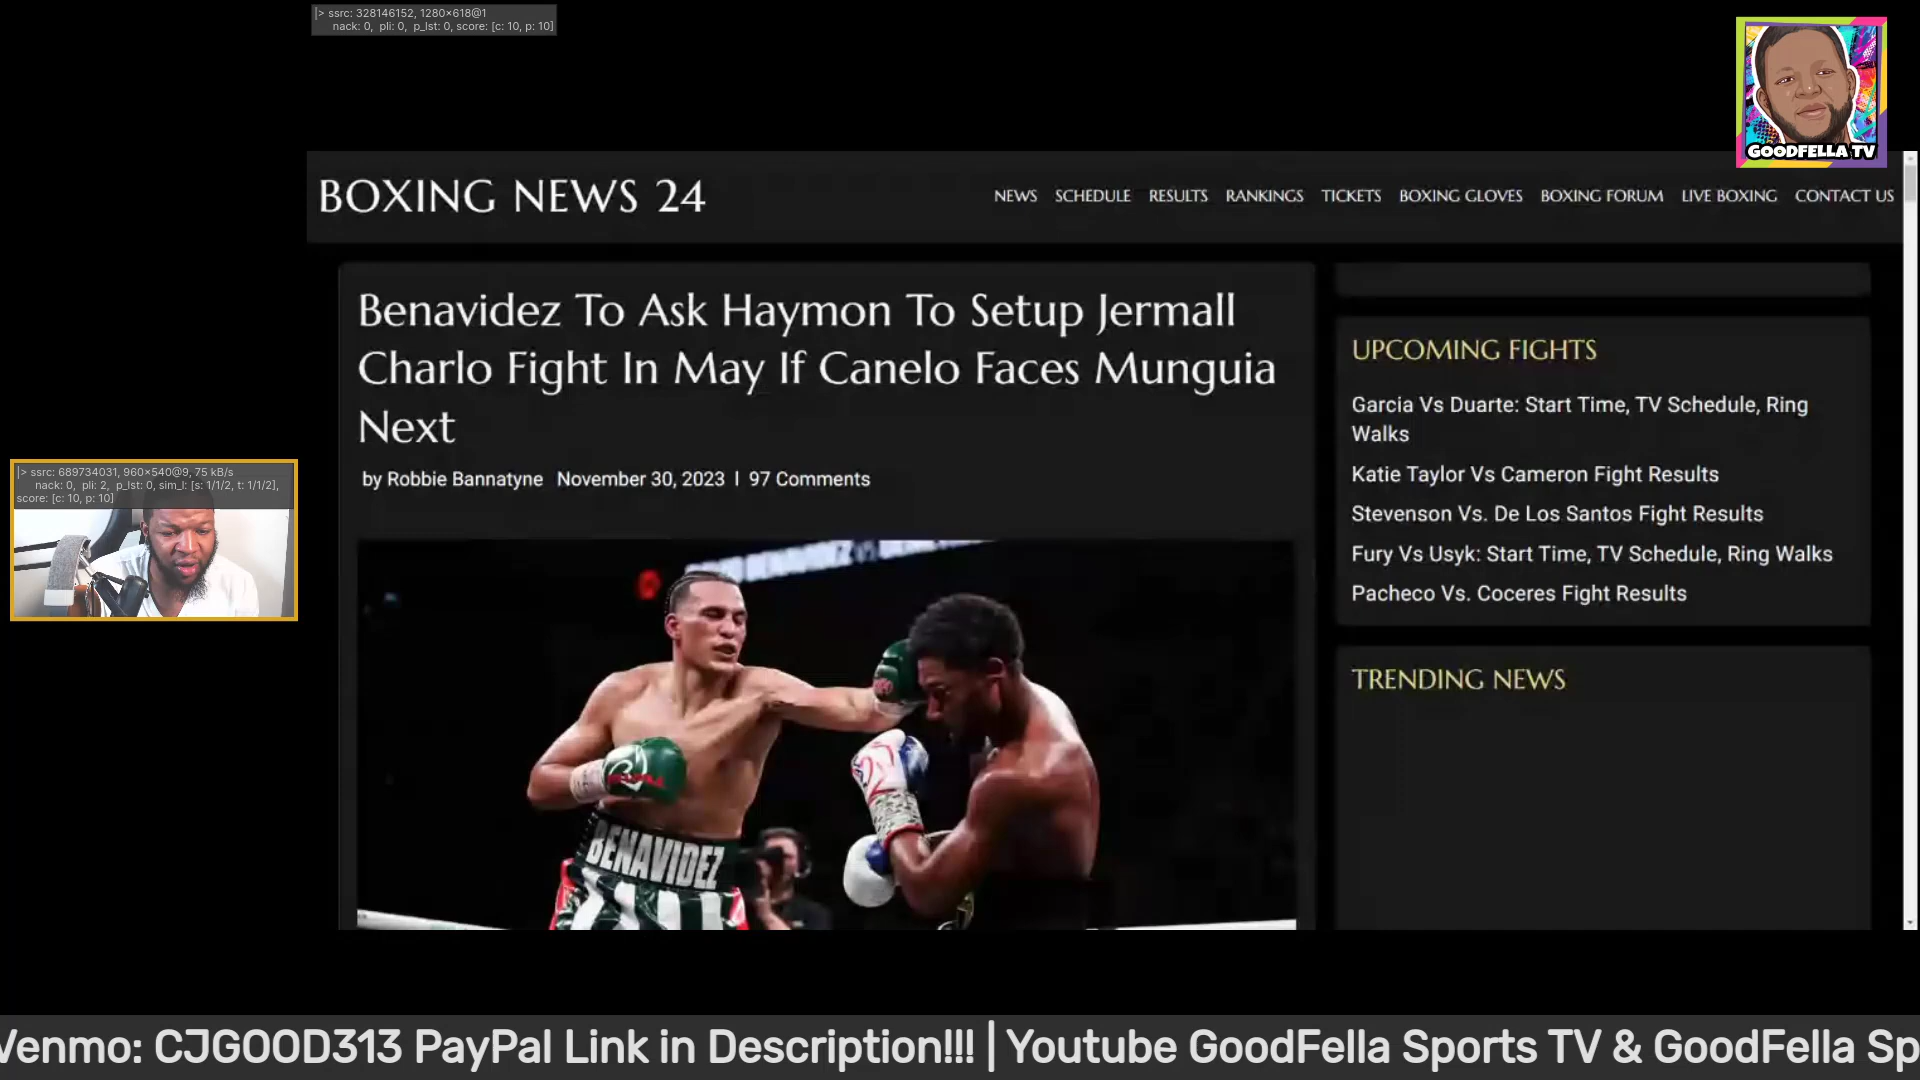 |> ssrc: 328146152, 1280×618@1
nack: 0, pli: 0, p_lst: 0, score: [c: 10, p: 10]
GOODFELLA TV
BOXING NEWS 24
NEWS SCHEDULE RESULTS RANKINGS TICKETS BOXING GLOVES BOXING FORUM LIVE BOXING CONTACT US
Benavidez To Ask Haymon To Setup Jermall
Charlo Fight In May If Canelo Faces Munguia
Next
by Robbie Bannatyne November 30, 2023 | 97 Comments
BENAVIDEZ
UPCOMING FIGHTS
Garcia Vs Duarte: Start Time, TV Schedule, Ring
Walks
Katie Taylor Vs Cameron Fight Results
Stevenson Vs. De Los Santos Fight Results
Fury Vs Usyk: Start Time, TV Schedule, Ring Walks
Pacheco Vs. Coceres Fight Results
TRENDING NEWS
|> ssrc: 689734031, 960×540@9, 75 kB/s
nack: 0, pli: 2, p_lst: 0, sim_l: [s: 1/1/2, t: 1/1/2],
score: [c: 10, p: 10]
Venmo: CJGOOD313 PayPal Link in Description!!! | Youtube GoodFella Sports TV & GoodFella Sp